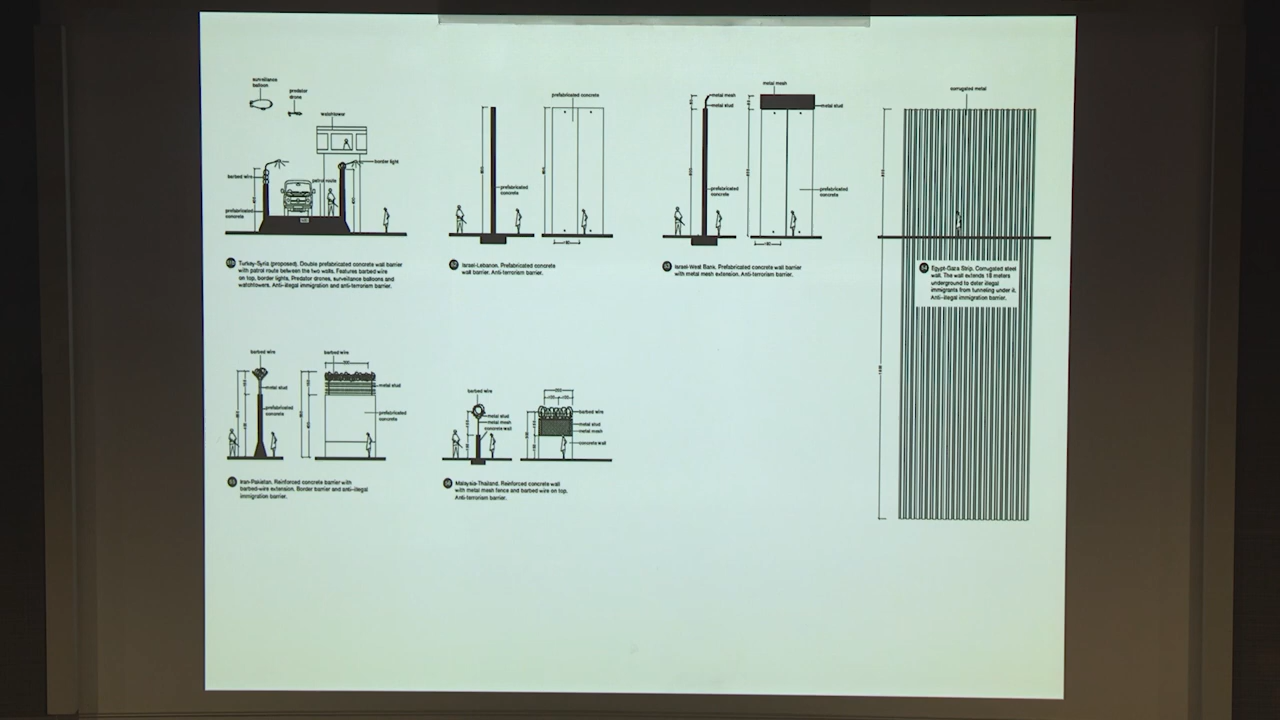 surveillance
balloon
predator
drone
watchtower
border light
barbed wire
patrol route
prefabricated
concrete
Turkey-Syria (proposed). Double prefabricated concrete wall barrier
with patrol route between the two walls. Features barbed wire
on top, border lights, Predator drones, surveillance balloons and
watchtowers. Anti-illegal immigration and anti-terrorism barrier.
prefabricated concrete
prefabricated
concrete
Israel-Lebanon. Prefabricated concrete
wall barrier. Anti-terrorism barrier.
metal mesh
metal mesh
metal stud
metal stud
prefabricated
concrete
prefabricated
concrete
Israel-West Bank. Prefabricated concrete wall barrier
with metal mesh extension. Anti-terrorism barrier.
corrugated metal
Egypt-Gaza Strip. Corrugated steel
wall. The wall extends 18 meters
underground to deter illegal
immigrants from tunneling under it.
Anti-illegal immigration barrier.
barbed wire
metal stud
prefabricated
concrete
barbed wire
metal stud
prefabricated
concrete
Iran-Pakistan. Reinforced concrete barrier with
barbed-wire extension. Border barrier and anti-illegal
immigration barrier.
barbed wire
metal stud
metal mesh
concrete wall
barbed wire
metal stud
metal mesh
concrete wall
Malaysia-Thailand. Reinforced concrete wall
with metal mesh fence and barbed wire on top.
Anti-terrorism barrier.